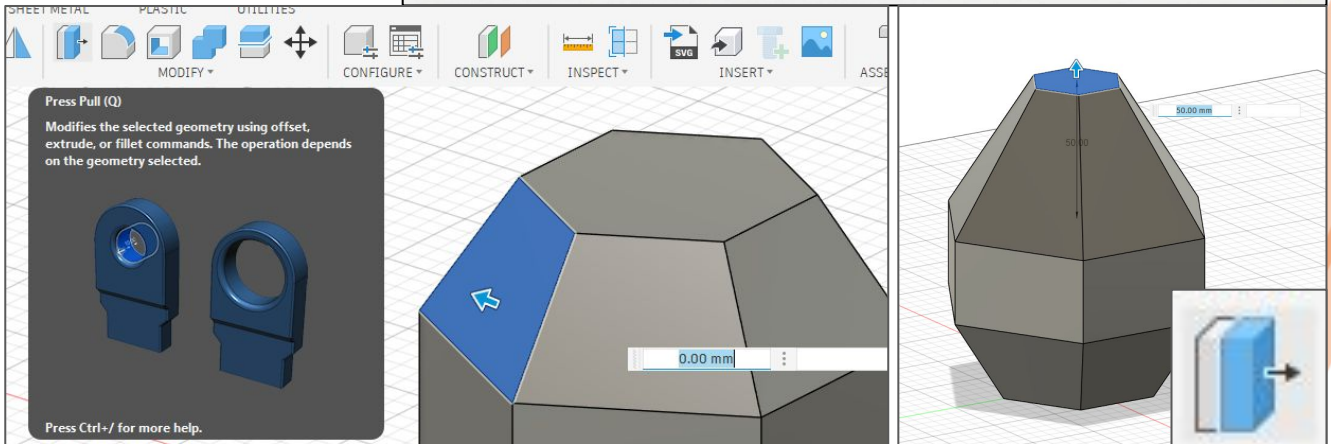 SHEET METAL PLASTIC UTILITIES
MODIFY CONFIGURE CONSTRUCT INSPECT INSERT ASSE
SVG
Press Pull (Q)
Modifies the selected geometry using offset,
extrude, or fillet commands. The operation depends
on the geometry selected.
Press Ctrl+/ for more help.
0.00 mm
50.00 mm
50.00